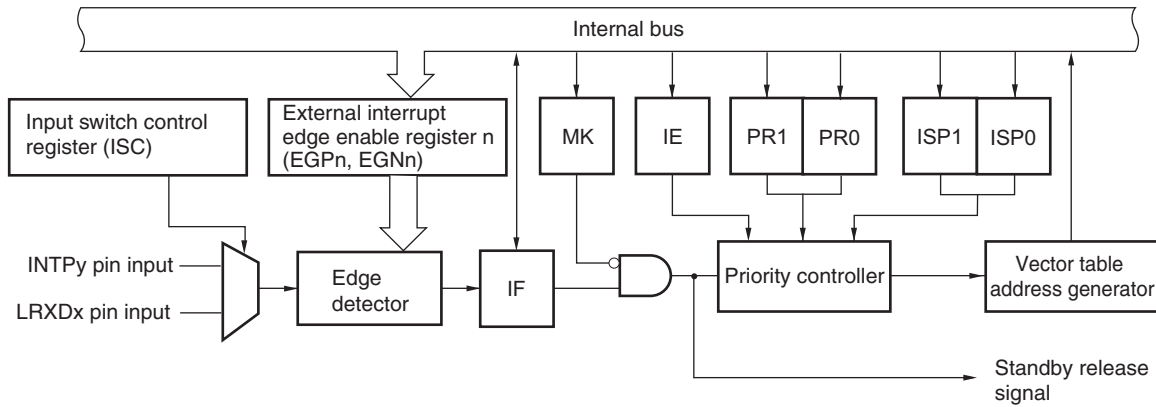 Internal bus
Input switch control
register (ISC)
External interrupt
edge enable register n
(EGPn, EGNn)
MK
IE
PR1
PR0
ISP1
ISP0
INTPy pin input
LRXDx pin input
Edge
detector
IF
Priority controller
Vector table
address generator
Standby release
signal